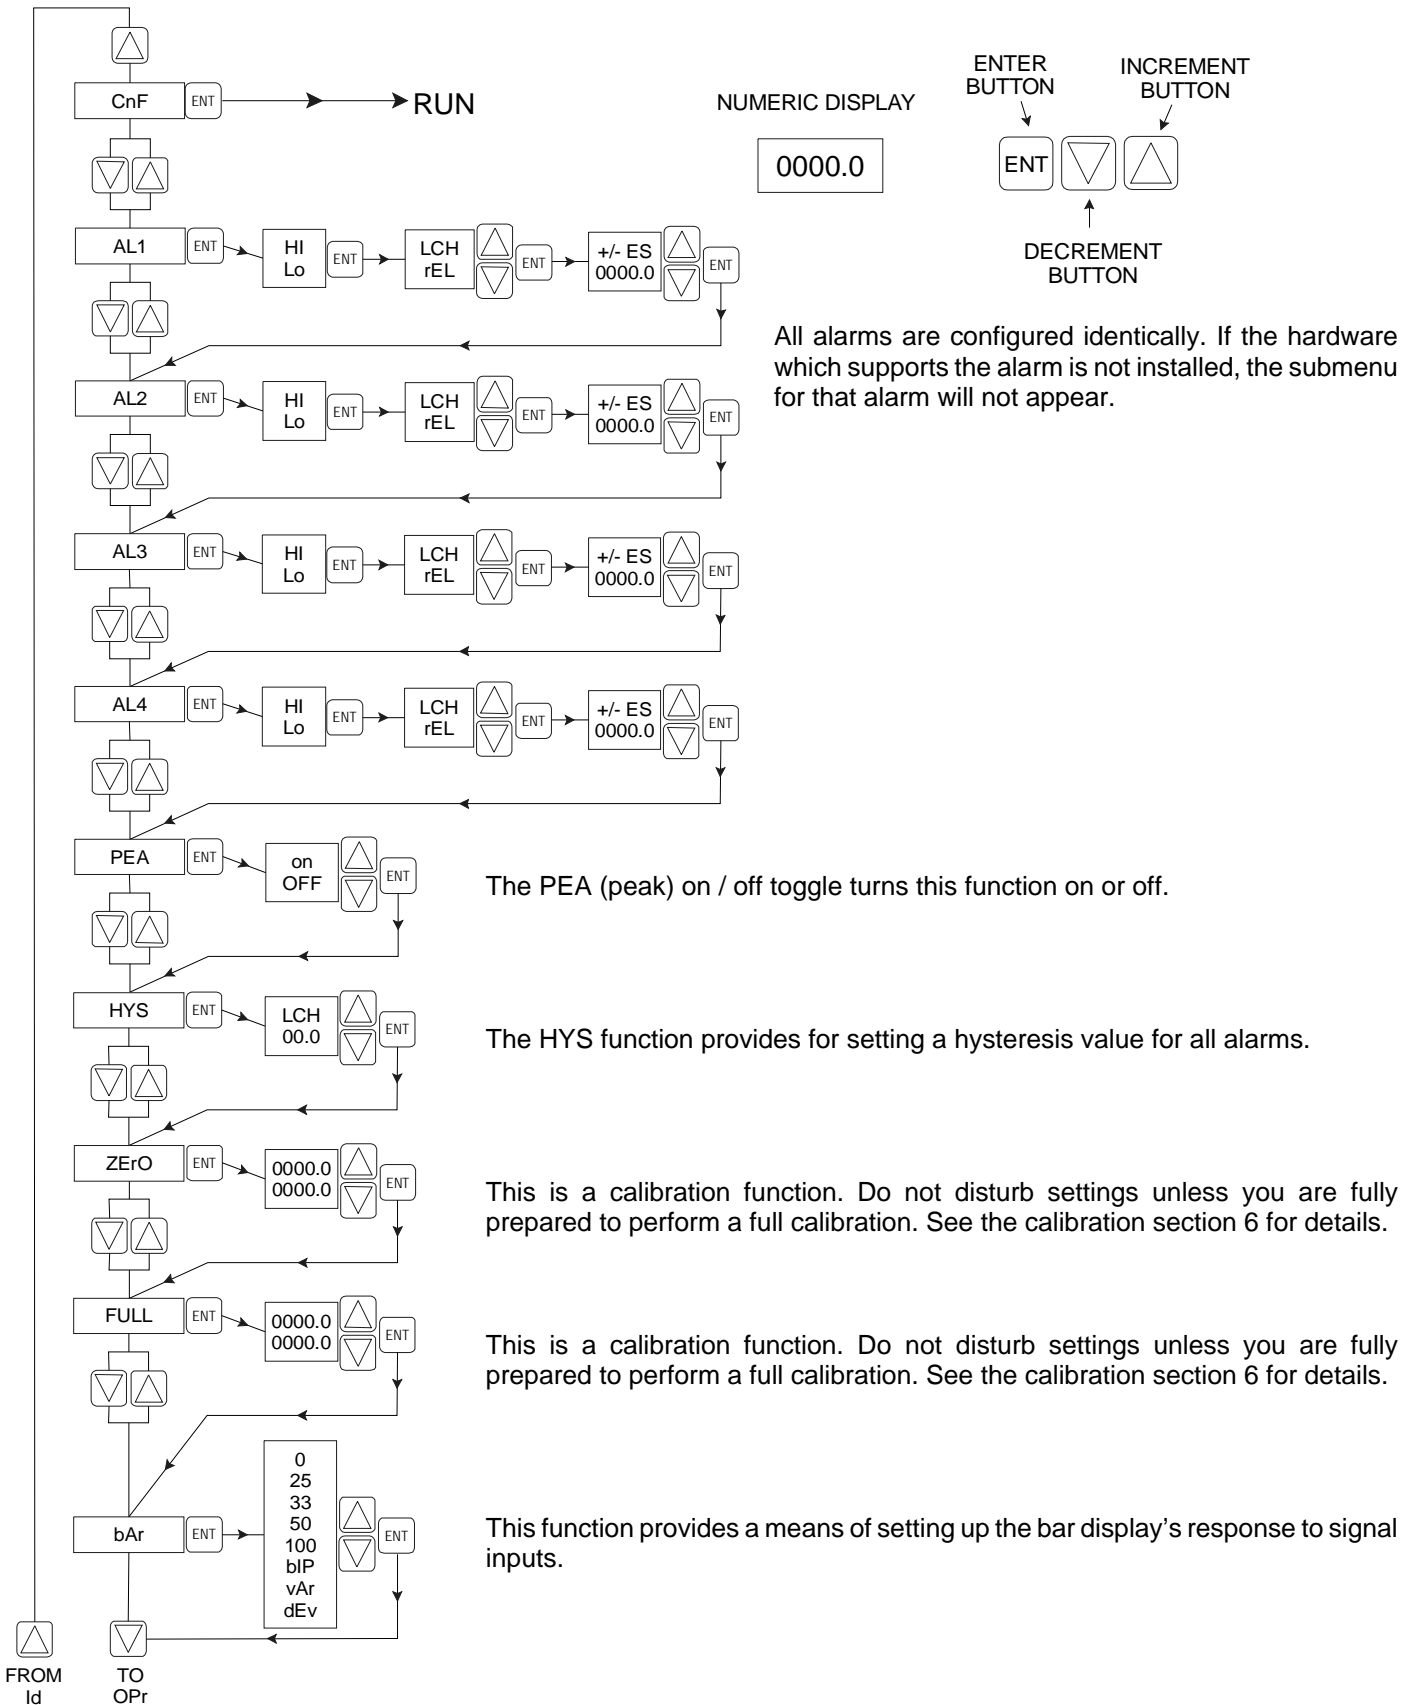 CnF
ENT
RUN
NUMERIC DISPLAY
0000.0
ENTER
BUTTON
INCREMENT
BUTTON
ENT
DECREMENT
BUTTON
AL1
ENT
HI
Lo
ENT
LCH
rEL
ENT
+/- ES
0000.0
ENT
All alarms are configured identically. If the hardware
which supports the alarm is not installed, the submenu
for that alarm will not appear.
AL2
ENT
HI
Lo
ENT
LCH
rEL
ENT
+/- ES
0000.0
ENT
AL3
ENT
HI
Lo
ENT
LCH
rEL
ENT
+/- ES
0000.0
ENT
AL4
ENT
HI
Lo
ENT
LCH
rEL
ENT
+/- ES
0000.0
ENT
PEA
ENT
on
OFF
ENT
The PEA (peak) on / off toggle turns this function on or off.
HYS
ENT
LCH
00.0
ENT
The HYS function provides for setting a hysteresis value for all alarms.
ZErO
ENT
0000.0
0000.0
ENT
This is a calibration function. Do not disturb settings unless you are fully
prepared to perform a full calibration. See the calibration section 6 for details.
FULL
ENT
0000.0
0000.0
ENT
This is a calibration function. Do not disturb settings unless you are fully
prepared to perform a full calibration. See the calibration section 6 for details.
bAr
ENT
0
25
33
50
100
bIP
vAr
dEv
ENT
This function provides a means of setting up the bar display's response to signal
inputs.
FROM
Id
TO
OPr